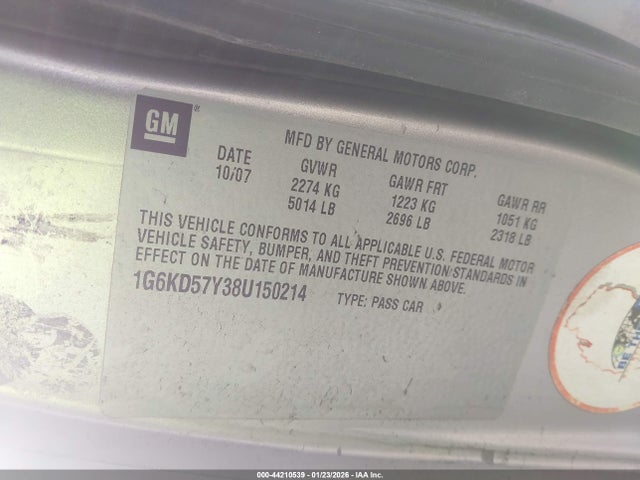 GM®
MFD BY GENERAL MOTORS CORP.
DATE GVWR GAWR FRT GAWR RR
10/07 2274 KG 1223 KG 1051 KG
5014 LB 2696 LB 2318 LB
THIS VEHICLE CONFORMS TO ALL APPLICABLE U.S. FEDERAL MOTOR
VEHICLE SAFETY, BUMPER, AND THEFT PREVENTION STANDARDS IN
EFFECT ON THE DATE OF MANUFACTURE SHOWN ABOVE.
1G6KD57Y38U150214 TYPE: PASS CAR
000-44210539 - 01/23/2026 - IAA Inc.